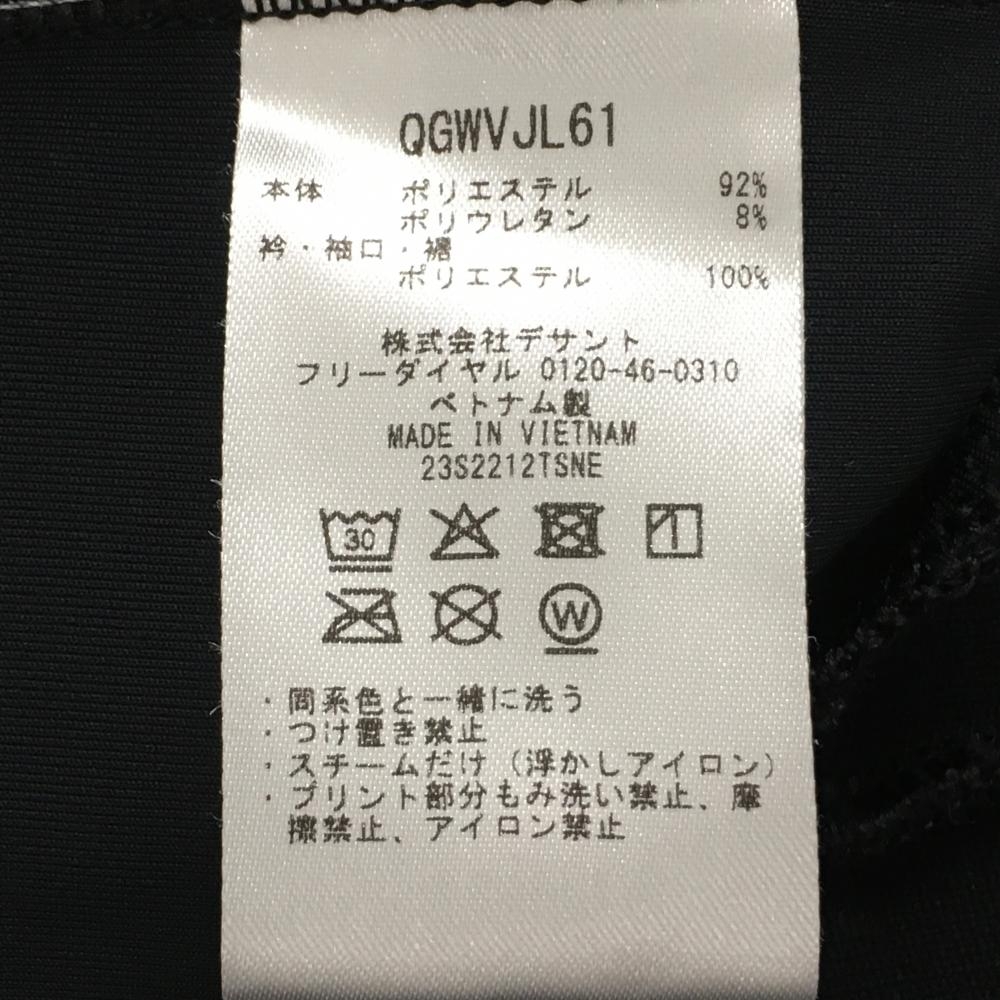 QGWVJL61
本体 ポリエステル 92%
ポリウレタン 8%
衿・袖口・裾
ポリエステル 100%
株式会社デサント
フリーダイヤル 0120-46-0310
ベトナム製
MADE IN VIETNAM
23S2212TSNE
30
W
・同系色と一緒に洗う
・つけ置き禁止
・スチームだけ(浮かしアイロン)
・プリント部分もみ洗い禁止、摩
擦禁止、アイロン禁止